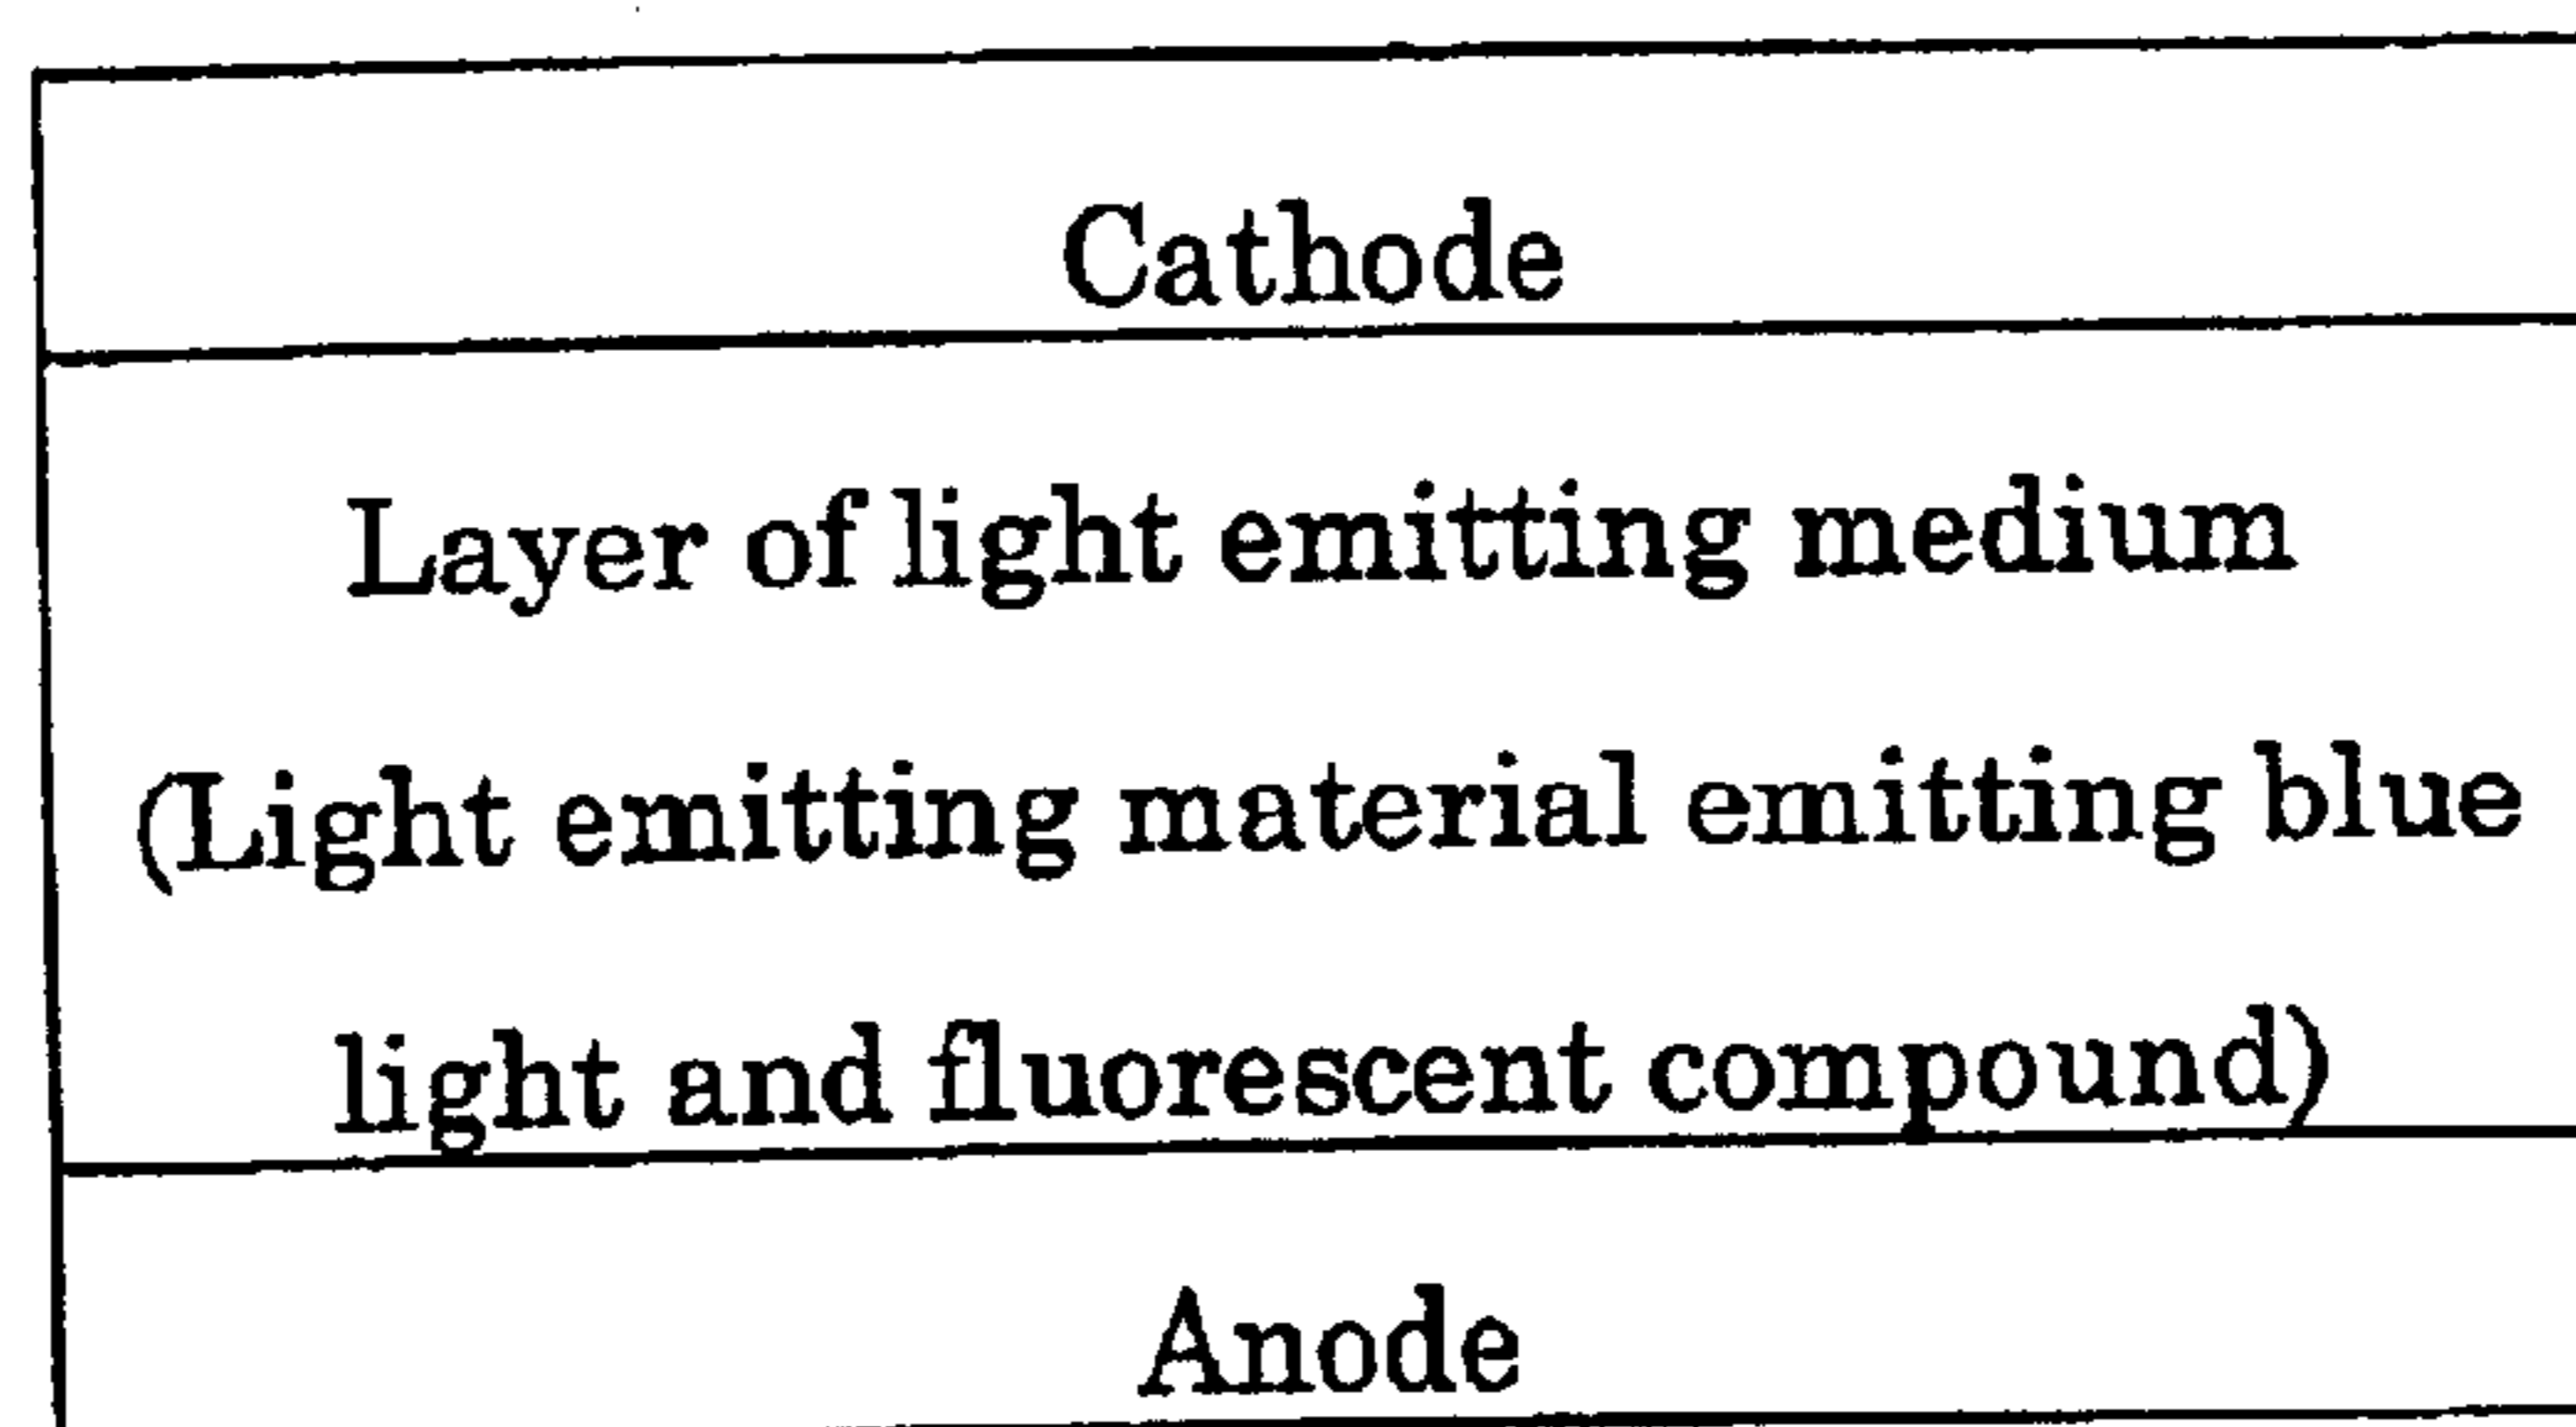 Cathode
Layer of light emitting medium
(Light emitting material emitting blue
light and fluorescent compound)
Anode